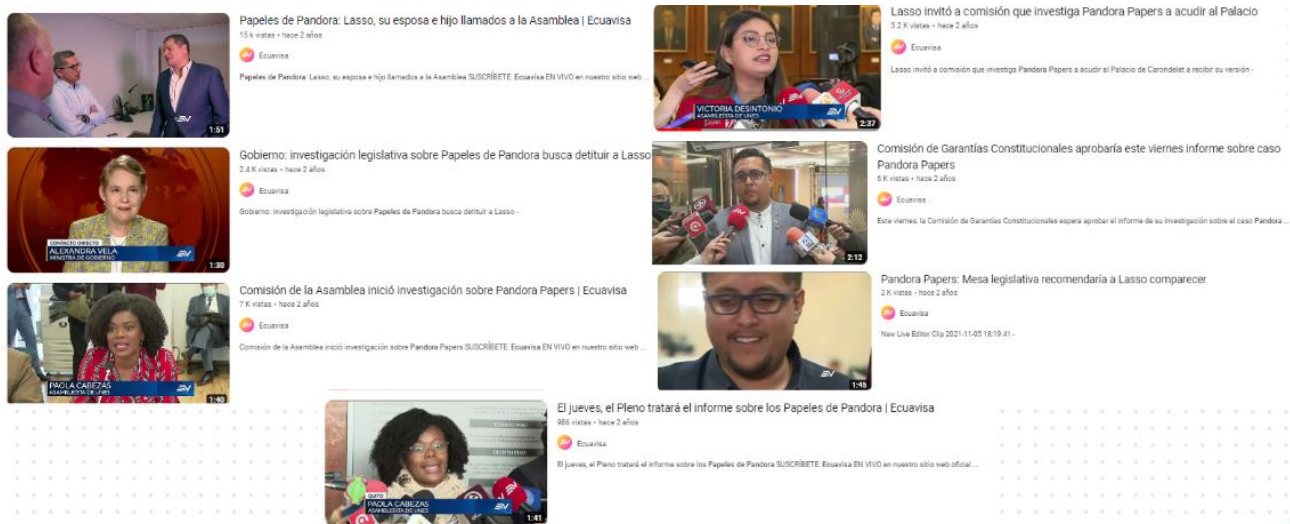 Papeles de Pandora: Lasso, su esposa e hijo llamados a la Asamblea | Ecuavisa
15 k vistas • hace 2 años
Ecuavisa
Papeles de Pandora: Lasso, su esposa e hijo llamados a la Asamblea SUSCRÍBETE: Ecuavisa EN VIVO en nuestro sitio web ...
1:51
Gobierno: investigación legislativa sobre Papeles de Pandora busca detituir a Lasso
2.4 K vistas • hace 2 años
Ecuavisa
Gobierno: investigación legislativa sobre Papeles de Pandora busca detituir a Lasso -
CONTACTO DIRECTO
ALEXANDRA VELA
MINISTRA DE GOBIERNO
1:30
Comisión de la Asamblea inició investigación sobre Pandora Papers | Ecuavisa
7 K vistas • hace 2 años
Ecuavisa
Comisión de la Asamblea inició investigación sobre Pandora Papers SUSCRÍBETE: Ecuavisa EN VIVO en nuestro sitio web ...
PAOLA CABEZAS
ASAMBLEISTA DE UNES
1:40
Lasso invitó a comisión que investiga Pandora Papers a acudir al Palacio
3.2 K vistas • hace 2 años
Ecuavisa
Lasso invitó a comisión que investiga Pandora Papers a acudir al Palacio de Carondelet a recibir su versión -
VICTORIA DESINTONIO
ASAMBLEISTA DE UNES
2:37
Comisión de Garantías Constitucionales aprobaría este viernes informe sobre caso
Pandora Papers
6 K vistas • hace 2 años
Ecuavisa
Este viernes, la Comisión de Garantías Constitucionales espera aprobar el informe de su investigación sobre el caso Pandora ...
2:12
Pandora Papers: Mesa legislativa recomendaría a Lasso comparecer
2 K vistas • hace 2 años
Ecuavisa
New Live Editor Clip 2021-11-05 18:19.41 -
1:45
El jueves, el Pleno tratará el informe sobre los Papeles de Pandora | Ecuavisa
986 vistas • hace 2 años
Ecuavisa
El jueves, el Pleno tratará el informe sobre los Papeles de Pandora SUSCRÍBETE: Ecuavisa EN VIVO en nuestro sitio web oficial ...
QUITO
PAOLA CABEZAS
ASAMBLEISTA DE UNES
1:41